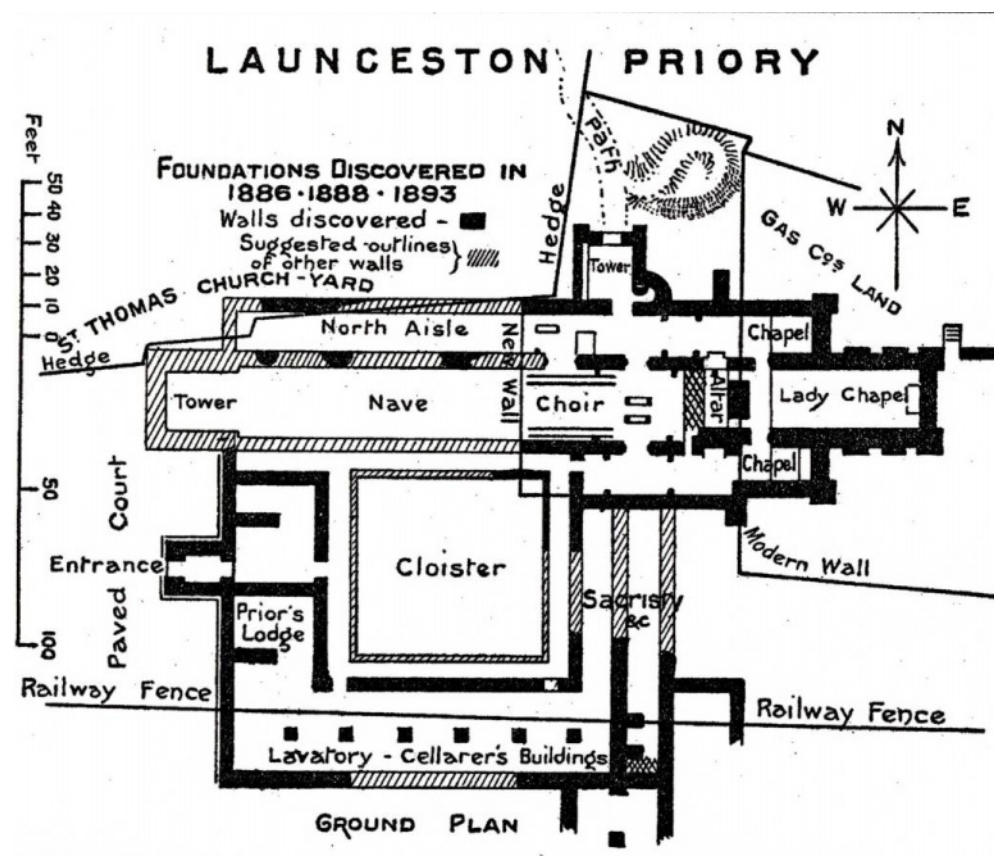 LAUNCESTON PRIORY
FOUNDATIONS DISCOVERED IN
1886·1888·1893
Walls discovered -
Suggested outlines
of other walls
Feet
50
40
30
20
10
0
50
100
Path
Hedge
N
W
E
S
GAS Cos LAND
ST THOMAS CHURCH-YARD
Hedge
Tower
North Aisle
New Wall
Chapel
Tower
Nave
Choir
Altar
Lady Chapel
Chapel
Paved Court
Entrance
Cloister
Modern Wall
Prior's
Lodge
Sacristy
&c
Railway Fence
Railway Fence
Lavatory - Cellarer's Buildings
GROUND PLAN